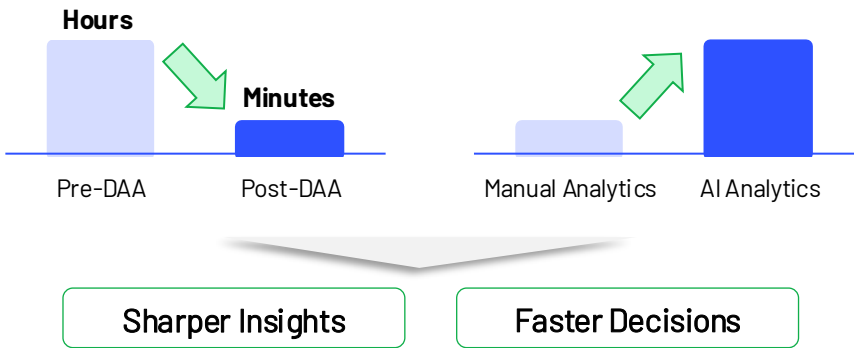 Hours
Minutes
Pre-DAA
Post-DAA
Manual Analytics
AI Analytics
Sharper Insights
Faster Decisions